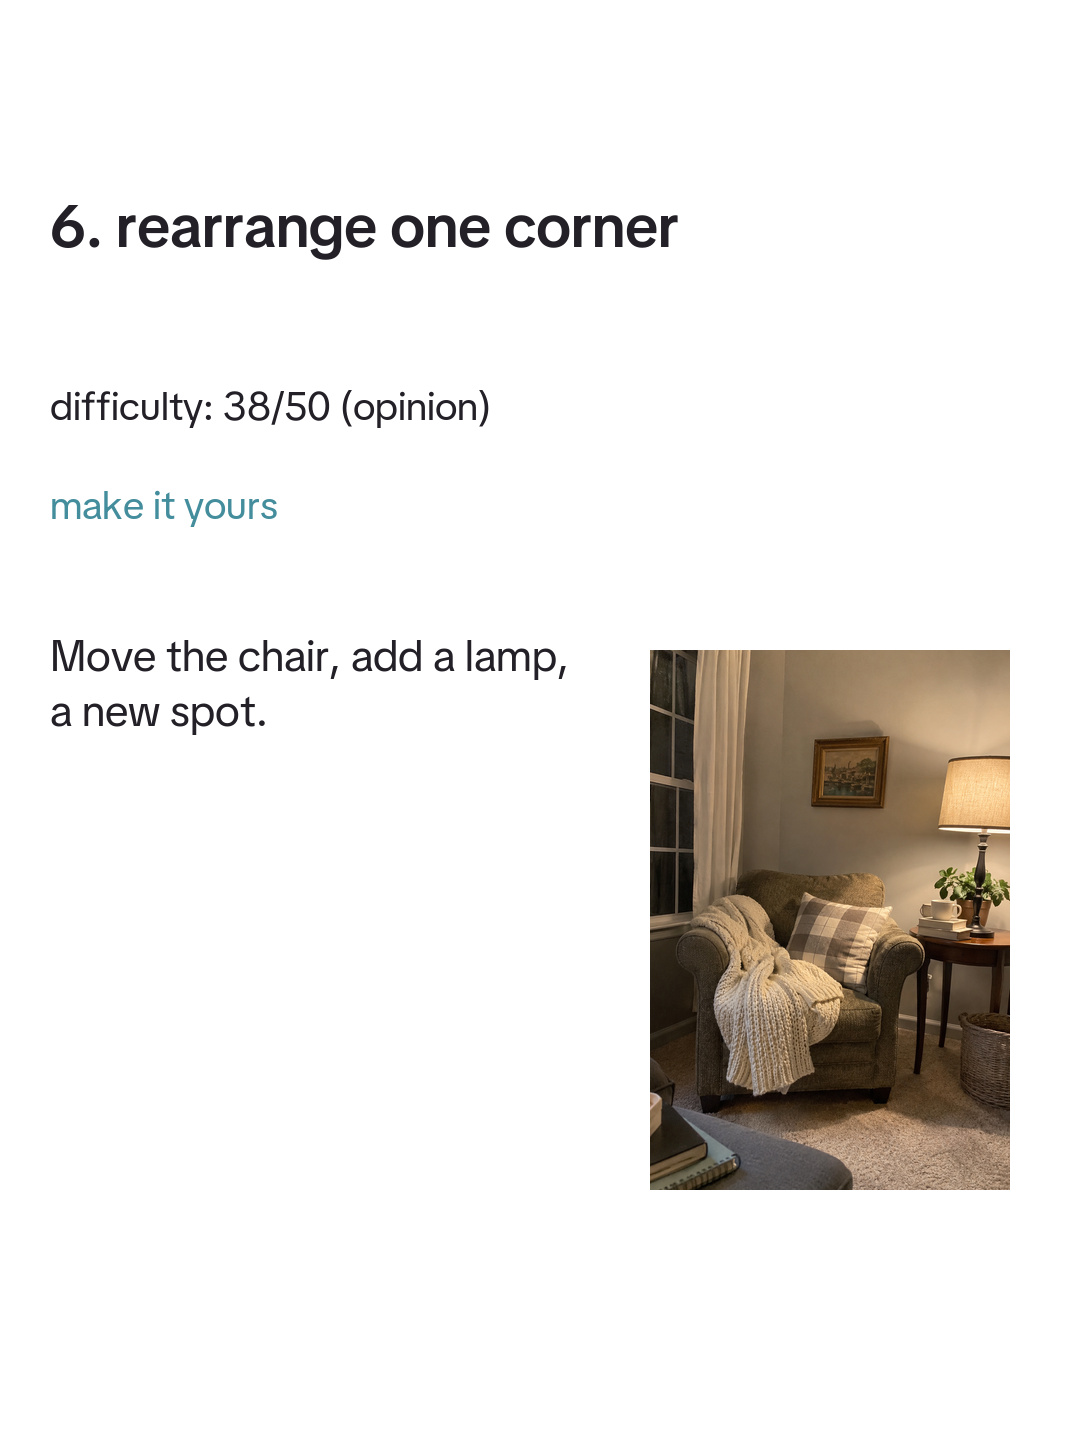 6. rearrange one corner
difficulty: 38/50 (opinion)
make it yours
Move the chair, add a lamp,
a new spot.